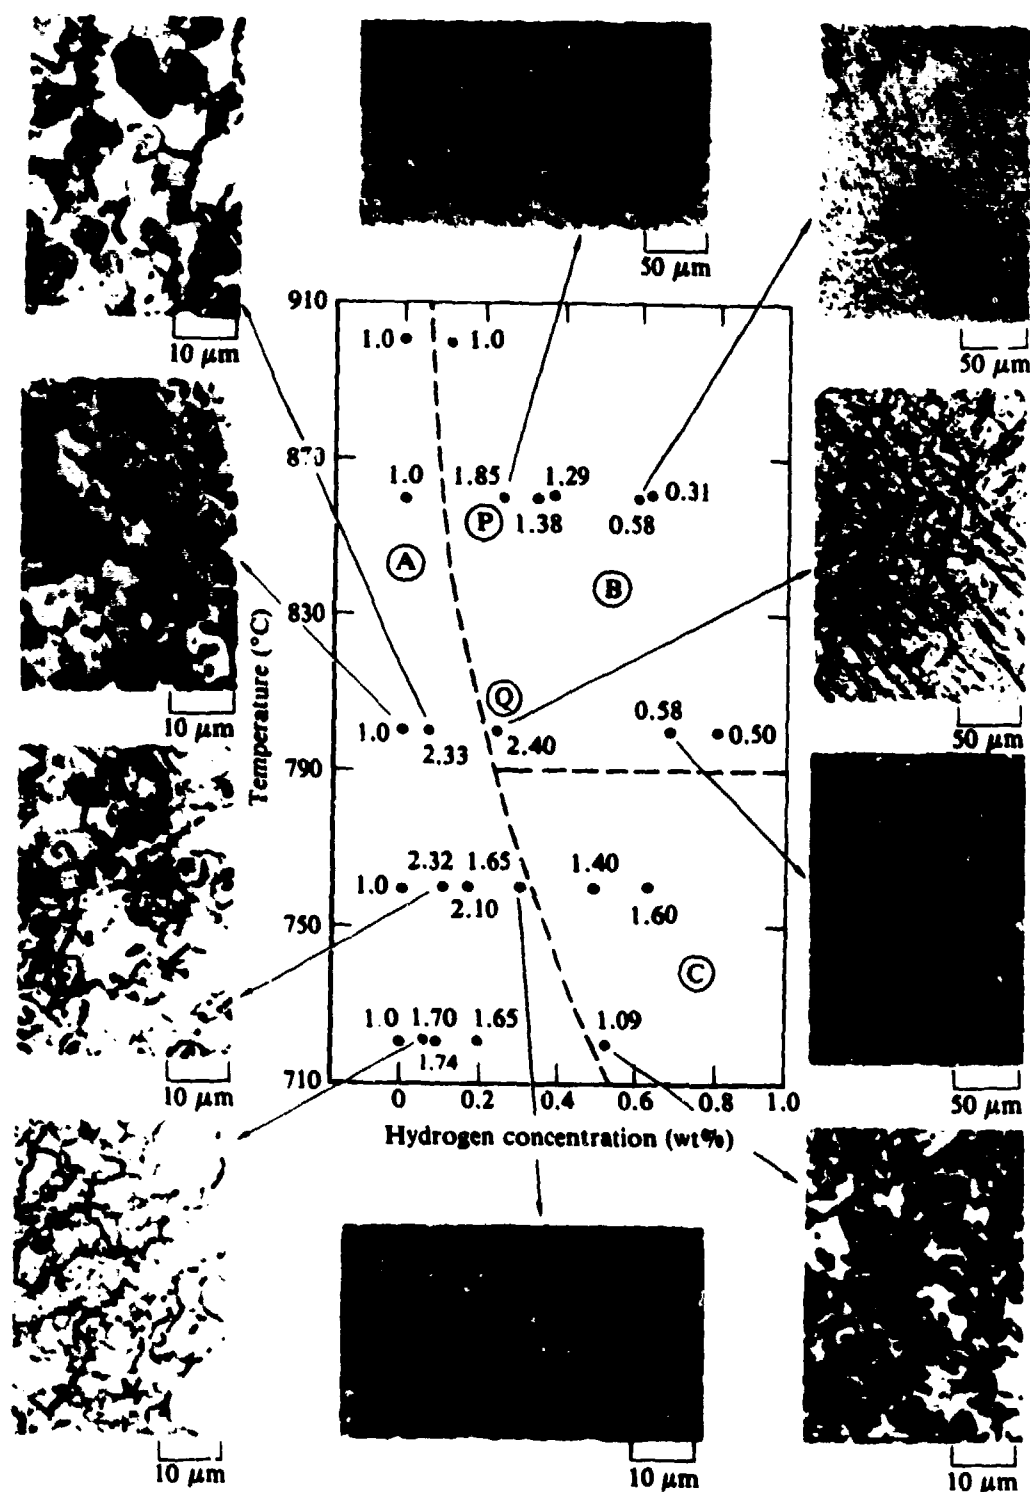 50 μm
910
10 μm
1.0
1.0
50 μm
870
1.0
1.85
1.29
0.31
P
1.38
0.58
A
B
830
Temperature (°C)
Q
10 μm
0.58
50 μm
1.0
2.33
2.40
0.50
790
2.32
1.65
1.40
1.0
2.10
1.60
750
C
1.0
1.70
1.65
1.09
1.74
10 μm
710
50 μm
0
0.2
0.4
0.6
0.8
1.0
Hydrogen concentration (wt%)
10 μm
10 μm
10 μm